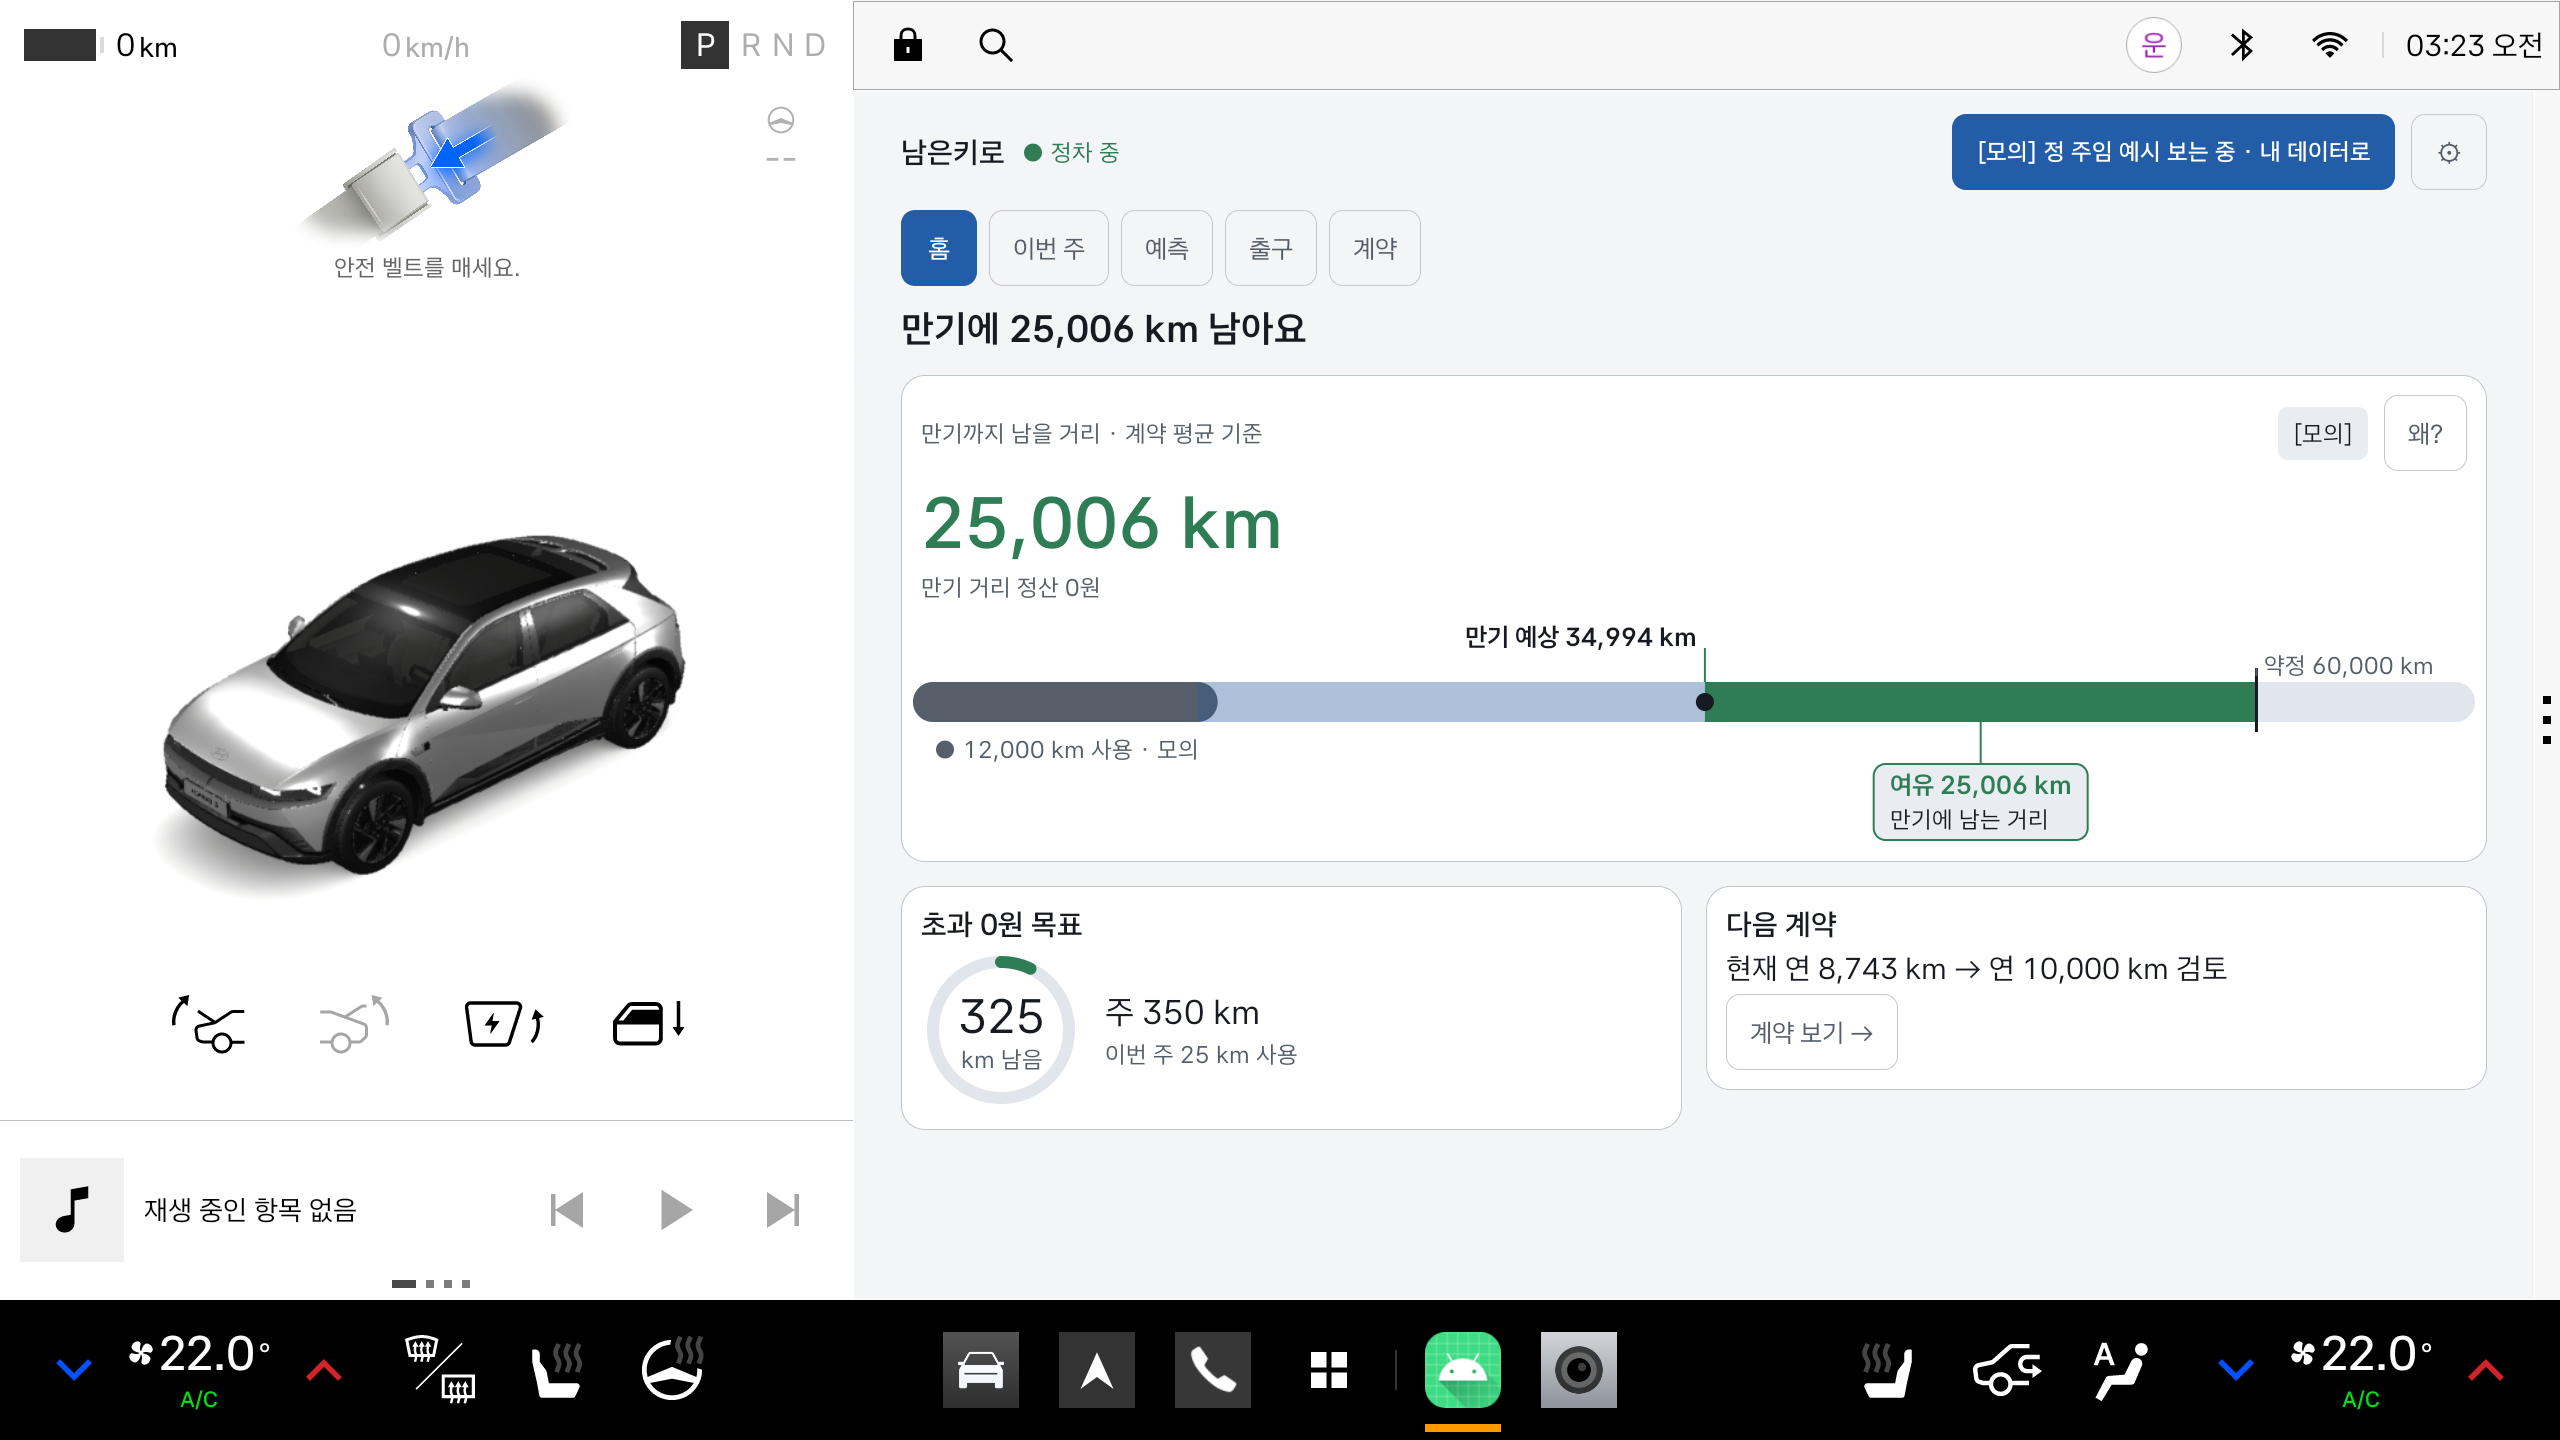 0 km
0 km/h
P R N D
안전 벨트를 매세요.
재생 중인 항목 없음
운
03:23 오전
남은키로
정차 중
[모의] 정 주임 예시 보는 중 · 내 데이터로
홈
이번 주
예측
출구
계약
만기에 25,006 km 남아요
만기까지 남을 거리 · 계약 평균 기준
[모의]
왜?
25,006 km
만기 거리 정산 0원
만기 예상 34,994 km
약정 60,000 km
12,000 km 사용 · 모의
여유 25,006 km
만기에 남는 거리
초과 0원 목표
325
km 남음
주 350 km
이번 주 25 km 사용
다음 계약
현재 연 8,743 km → 연 10,000 km 검토
계약 보기 →
22.0°
A/C
A
22.0°
A/C